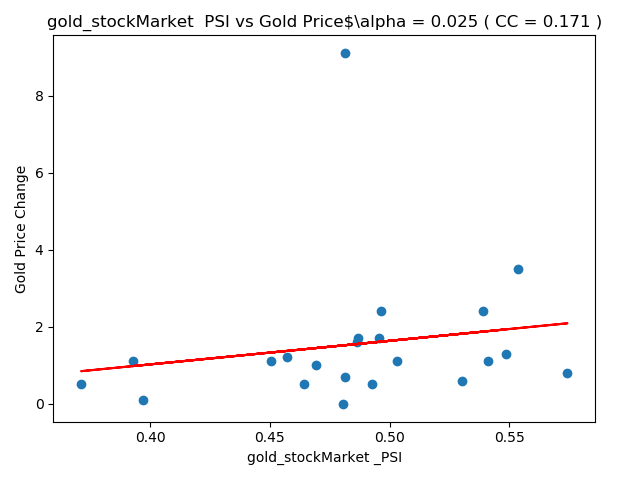 gold_stockMarket  PSI vs Gold Price$\alpha = 0.025 ( CC = 0.171 )
Gold Price Change
8
6
4
2
0
0.40 0.45 0.50 0.55
gold_stockMarket _PSI